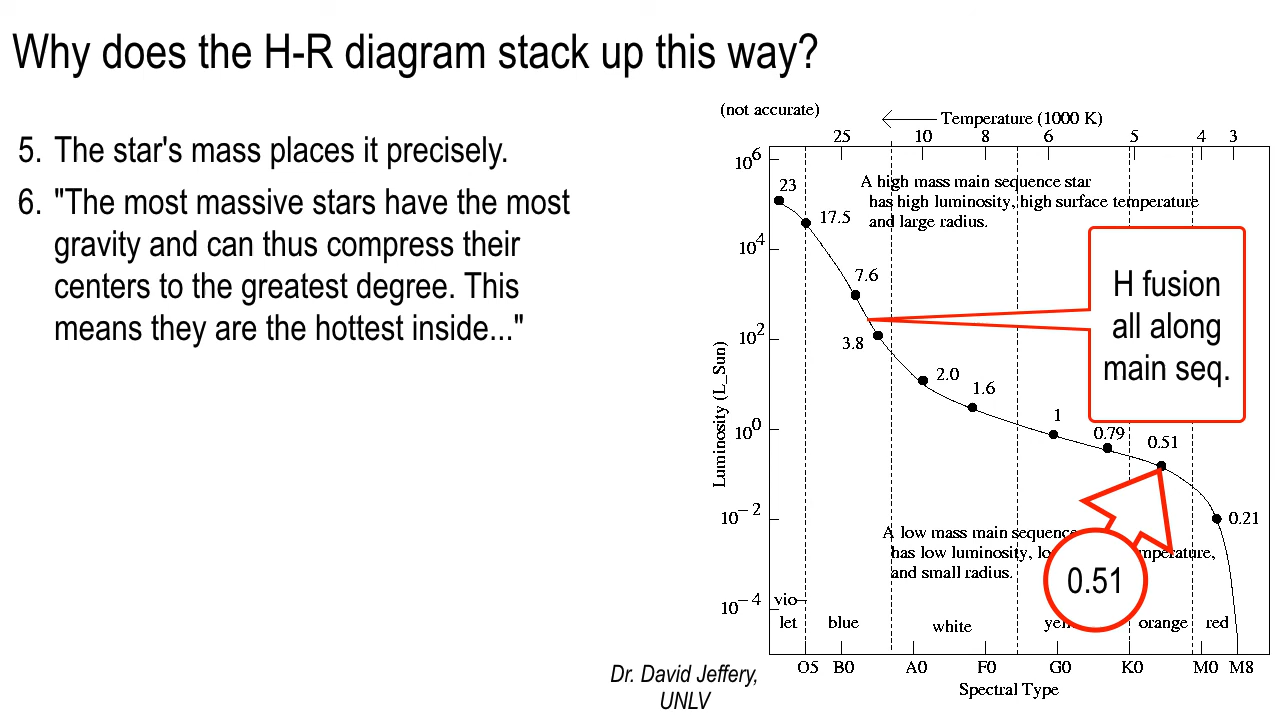 Why does the H-R diagram stack up this way?
5. The star's mass places it precisely.
6. "The most massive stars have the most
gravity and can thus compress their
centers to the greatest degree. This
means they are the hottest inside..."
(not accurate)
Temperature (1000 K)
25 10 8 6 5 4 3
10^6
10^4
10^2
10^0
10^-2
10^-4
Luminosity (L_Sun)
A high mass main sequence star
has high luminosity, high surface temperature
and large radius.
23
17.5
7.6
3.8
2.0
1.6
1
0.79
0.51
0.21
H fusion
all along
main seq.
A low mass main sequence
has low luminosity,
and small radius.
0.51
vio-
let blue white orange red
O5 B0 A0 F0 G0 K0 M0 M8
Spectral Type
Dr. David Jeffery,
UNLV